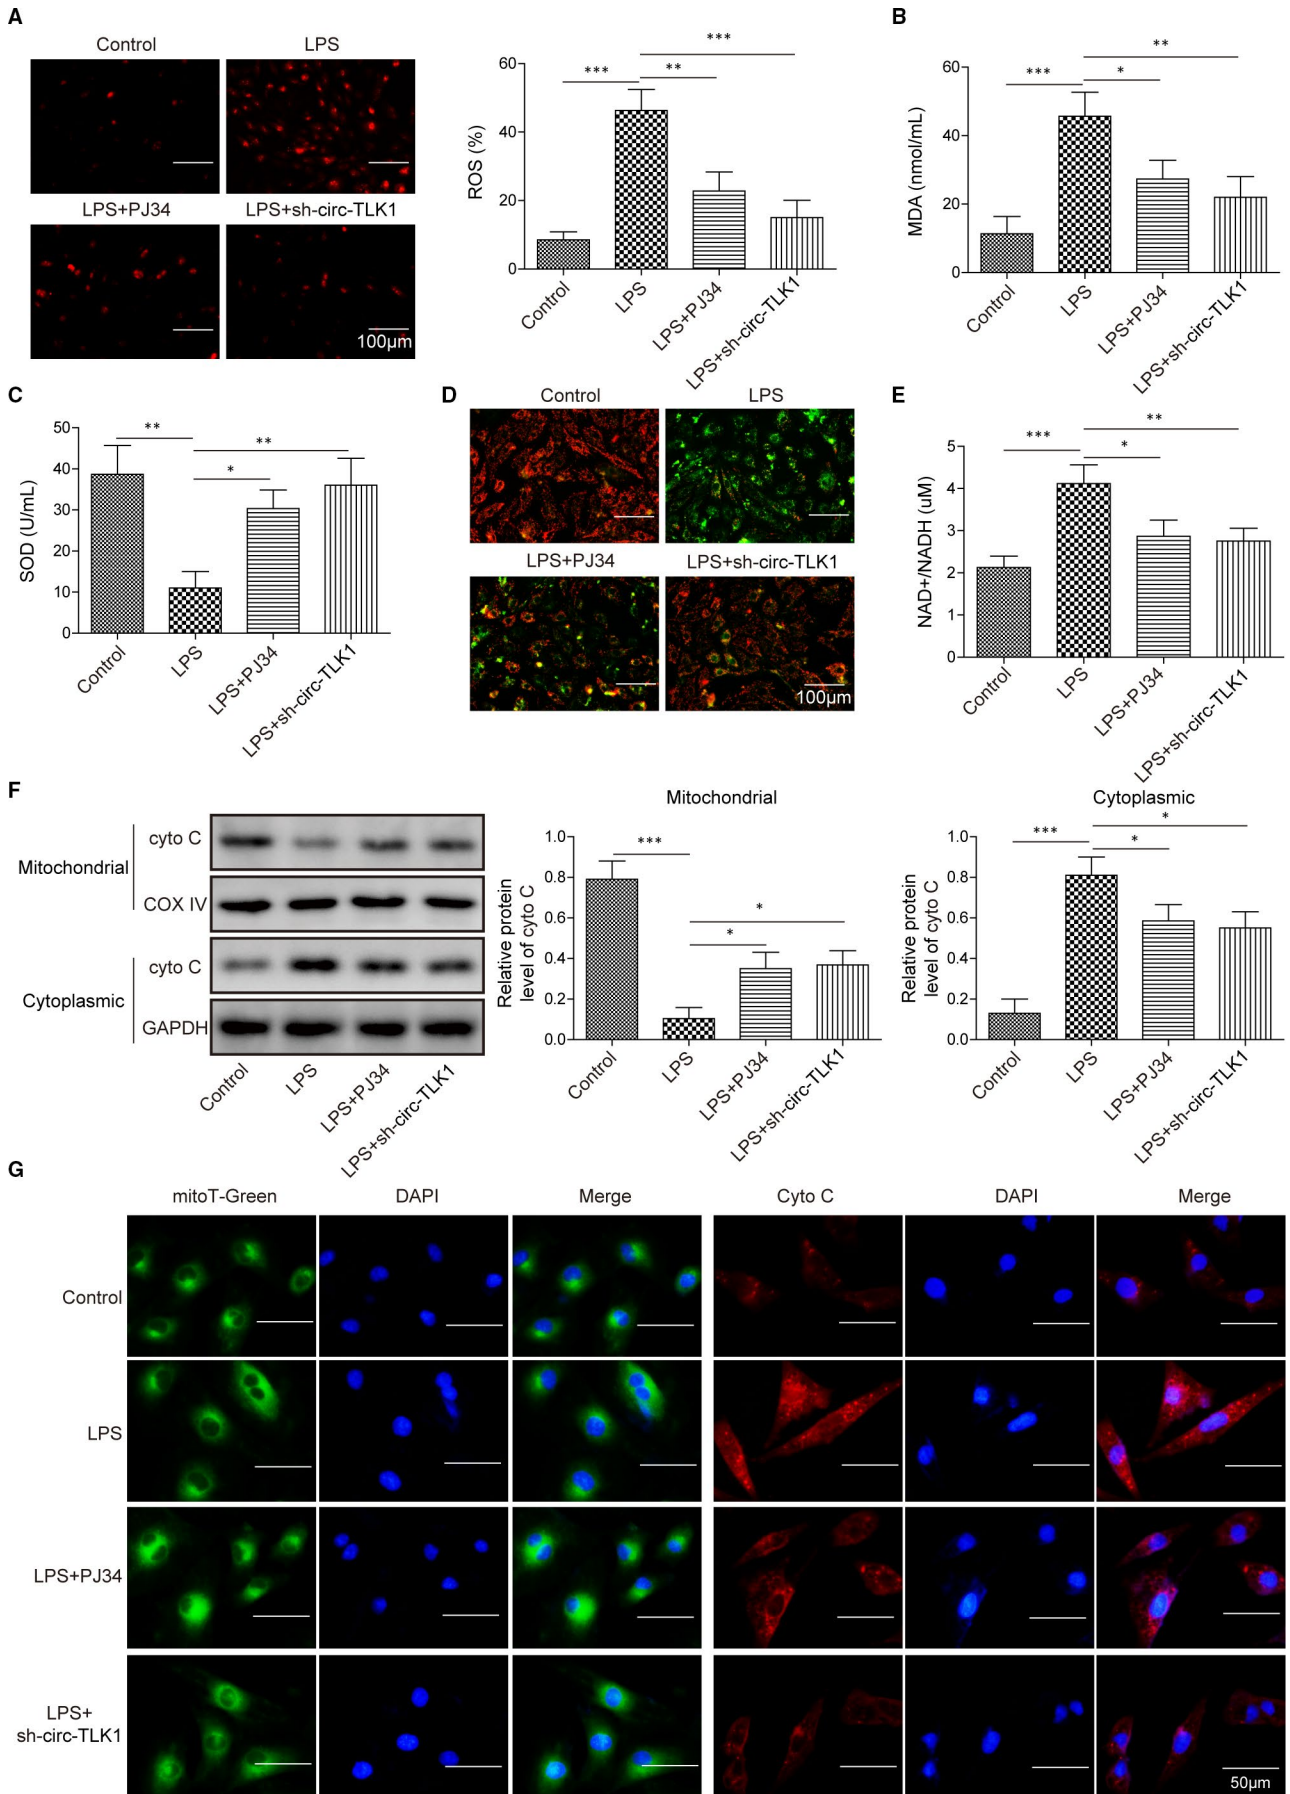 A
Control
LPS
LPS+PJ34
LPS+sh-circ-TLK1
100μm
ROS (%)
60
40
20
0
***
**
***
Control
LPS
LPS+PJ34
LPS+sh-circ-TLK1
B
MDA (nmol/mL)
60
40
20
0
***
*
**
Control
LPS
LPS+PJ34
LPS+sh-circ-TLK1
C
SOD (U/mL)
50
40
30
20
10
0
**
**
*
Control
LPS
LPS+PJ34
LPS+sh-circ-TLK1
D
Control
LPS
LPS+PJ34
LPS+sh-circ-TLK1
100μm
E
NAD+/NADH (uM)
5
4
3
2
1
0
***
**
*
Control
LPS
LPS+PJ34
LPS+sh-circ-TLK1
F
Mitochondrial
cyto C
COX IV
Cytoplasmic
cyto C
GAPDH
Control
LPS
LPS+PJ34
LPS+sh-circ-TLK1
Mitochondrial
Relative protein
level of cyto C
1.0
0.8
0.6
0.4
0.2
0.0
***
*
*
Control
LPS
LPS+PJ34
LPS+sh-circ-TLK1
Cytoplasmic
Relative protein
level of cyto C
1.0
0.8
0.6
0.4
0.2
0.0
***
*
*
Control
LPS
LPS+PJ34
LPS+sh-circ-TLK1
G
mitoT-Green
DAPI
Merge
Cyto C
DAPI
Merge
Control
LPS
LPS+PJ34
LPS+
sh-circ-TLK1
50μm